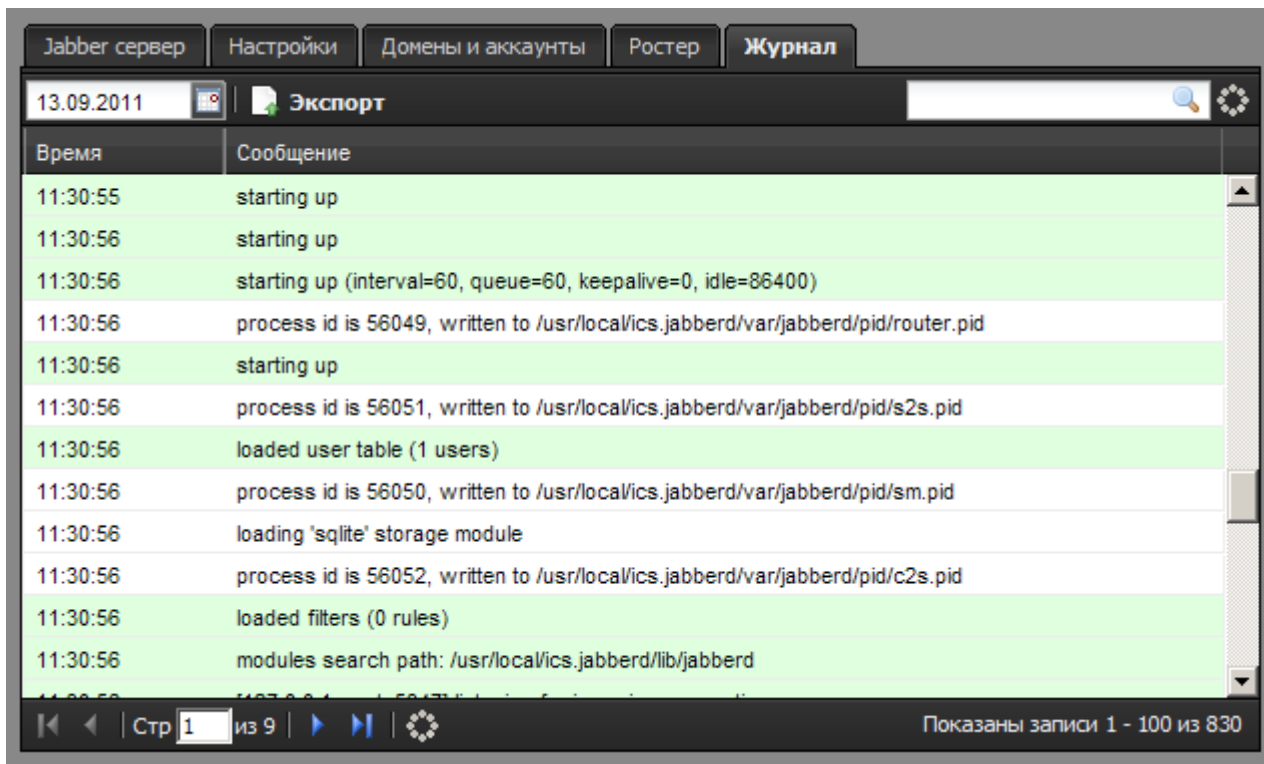 Jabber сервер Настройки Домены и аккаунты Ростер Журнал
13.09.2011 Экспорт
Время Сообщение
11:30:55 starting up
11:30:56 starting up
11:30:56 starting up (interval=60, queue=60, keepalive=0, idle=86400)
11:30:56 process id is 56049, written to /usr/local/ics.jabberd/var/jabberd/pid/router.pid
11:30:56 starting up
11:30:56 process id is 56051, written to /usr/local/ics.jabberd/var/jabberd/pid/s2s.pid
11:30:56 loaded user table (1 users)
11:30:56 process id is 56050, written to /usr/local/ics.jabberd/var/jabberd/pid/sm.pid
11:30:56 loading 'sqlite' storage module
11:30:56 process id is 56052, written to /usr/local/ics.jabberd/var/jabberd/pid/c2s.pid
11:30:56 loaded filters (0 rules)
11:30:56 modules search path: /usr/local/ics.jabberd/lib/jabberd
Стр 1 из 9 Показаны записи 1 - 100 из 830